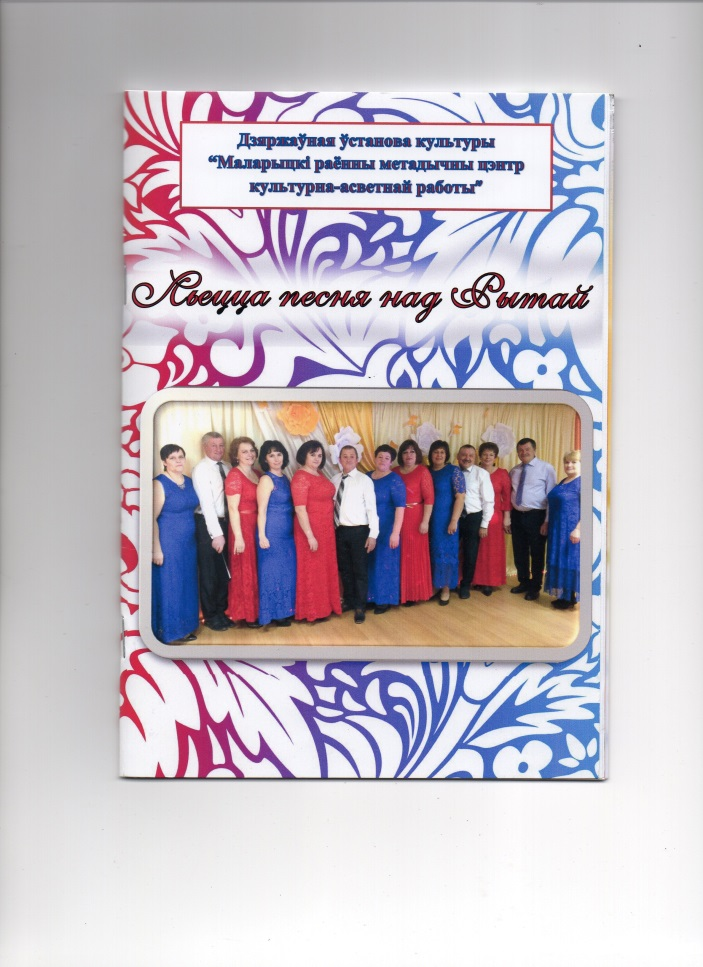 Дзяржаўная ўстанова культуры
“Маларыцкі раённы метадычны цэнтр
культурна-асветнай работы”
Льецца песня над Рытай